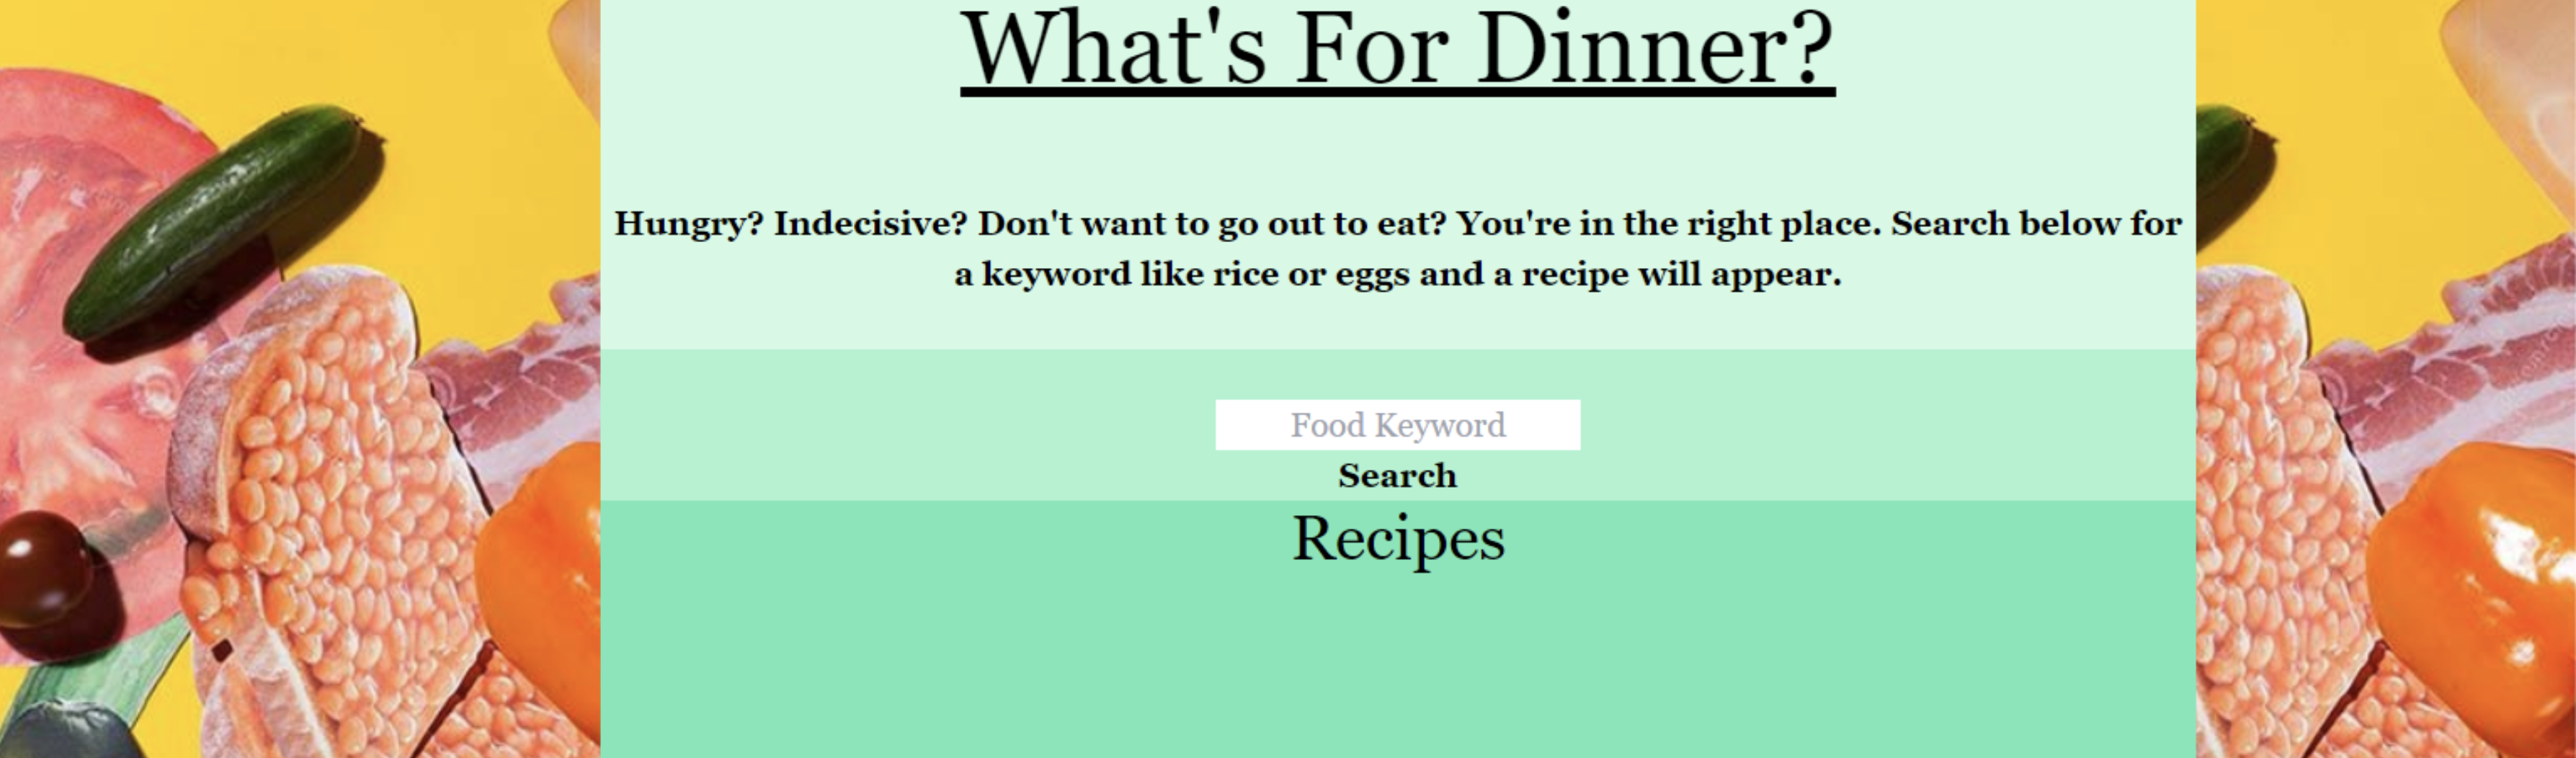 What's For Dinner?
Hungry? Indecisive? Don't want to go out to eat? You're in the right place. Search below for
a keyword like rice or eggs and a recipe will appear.
Food Keyword
Search
Recipes